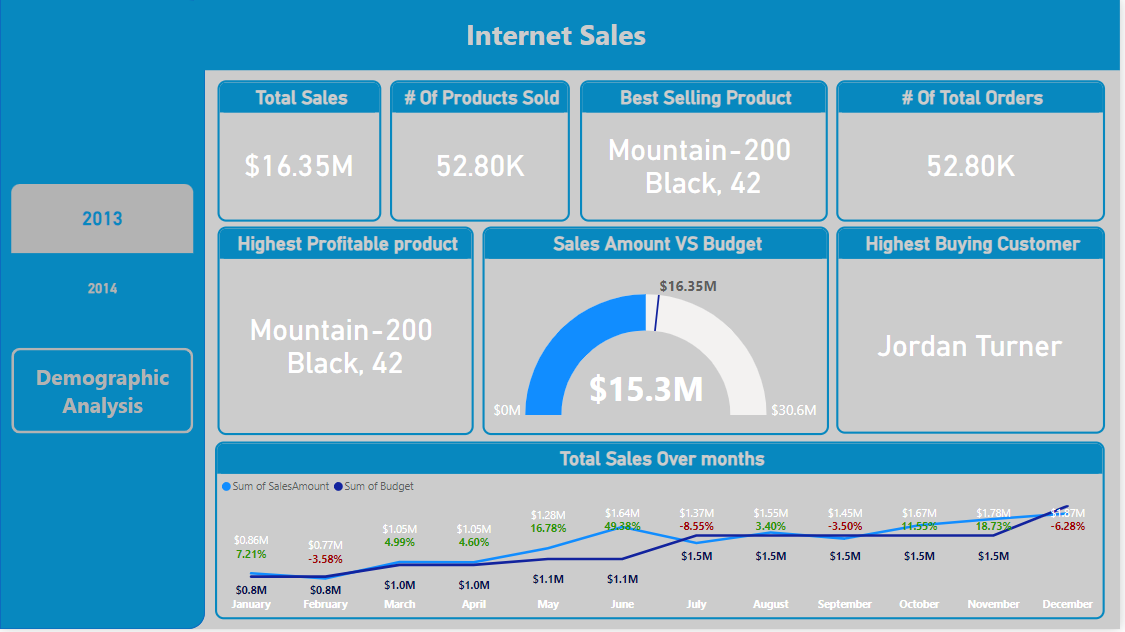 Internet Sales
2013
2014
Demographic
Analysis
Total Sales
$16.35M
# Of Products Sold
52.80K
Best Selling Product
Mountain-200
Black, 42
# Of Total Orders
52.80K
Highest Profitable product
Mountain-200
Black, 42
Sales Amount VS Budget
$16.35M
$15.3M
$0M
$30.6M
Highest Buying Customer
Jordan Turner
Total Sales Over months
Sum of SalesAmount Sum of Budget
$0.86M $0.77M $1.05M $1.05M $1.28M $1.64M $1.37M $1.55M $1.45M $1.67M $1.78M $1.87M
7.21% -3.58% 4.99% 4.60% 16.78% 49.38% -8.55% 3.40% -3.50% 11.55% 18.73% -6.28%
$0.8M $0.8M $1.0M $1.0M $1.1M $1.1M $1.5M $1.5M $1.5M $1.5M $1.5M
January February March April May June July August September October November December